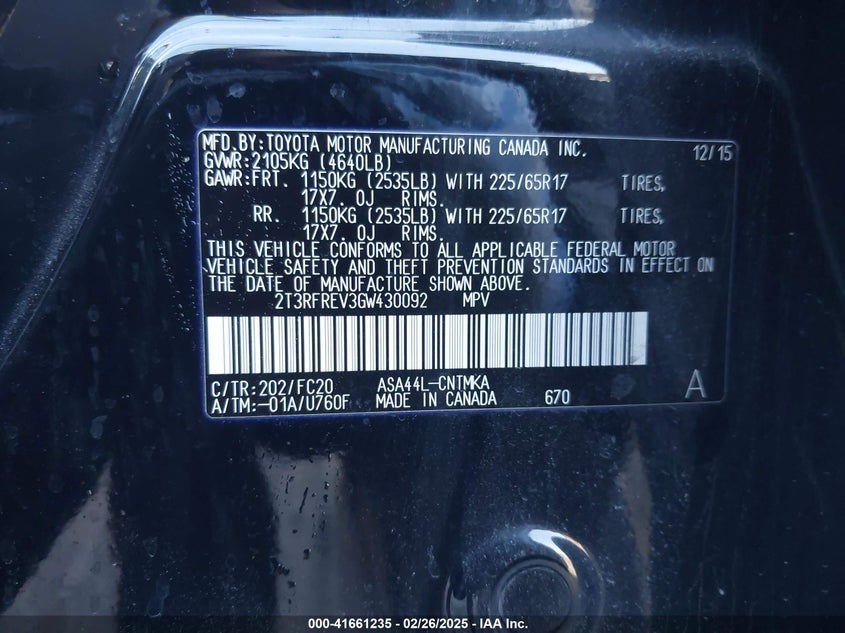 MFD.BY:TOYOTA MOTOR MANUFACTURING CANADA INC. 12/15
GVWR:2105KG (4640LB)
GAWR:FRT. 1150KG (2535LB) WITH 225/65R17 TIRES,
17X7. 0J RIMS.
RR. 1150KG (2535LB) WITH 225/65R17 TIRES,
17X7. 0J RIMS.
THIS VEHICLE CONFORMS TO ALL APPLICABLE FEDERAL MOTOR
VEHICLE SAFETY AND THEFT PREVENTION STANDARDS IN EFFECT ON
THE DATE OF MANUFACTURE SHOWN ABOVE.
2T3RFREV3GW430092 MPV
C/TR:202/FC20 ASA44L-CNTMKA A
A/TM:-01A/U760F MADE IN CANADA 670
000-41661235 - 02/26/2025 - IAA Inc.